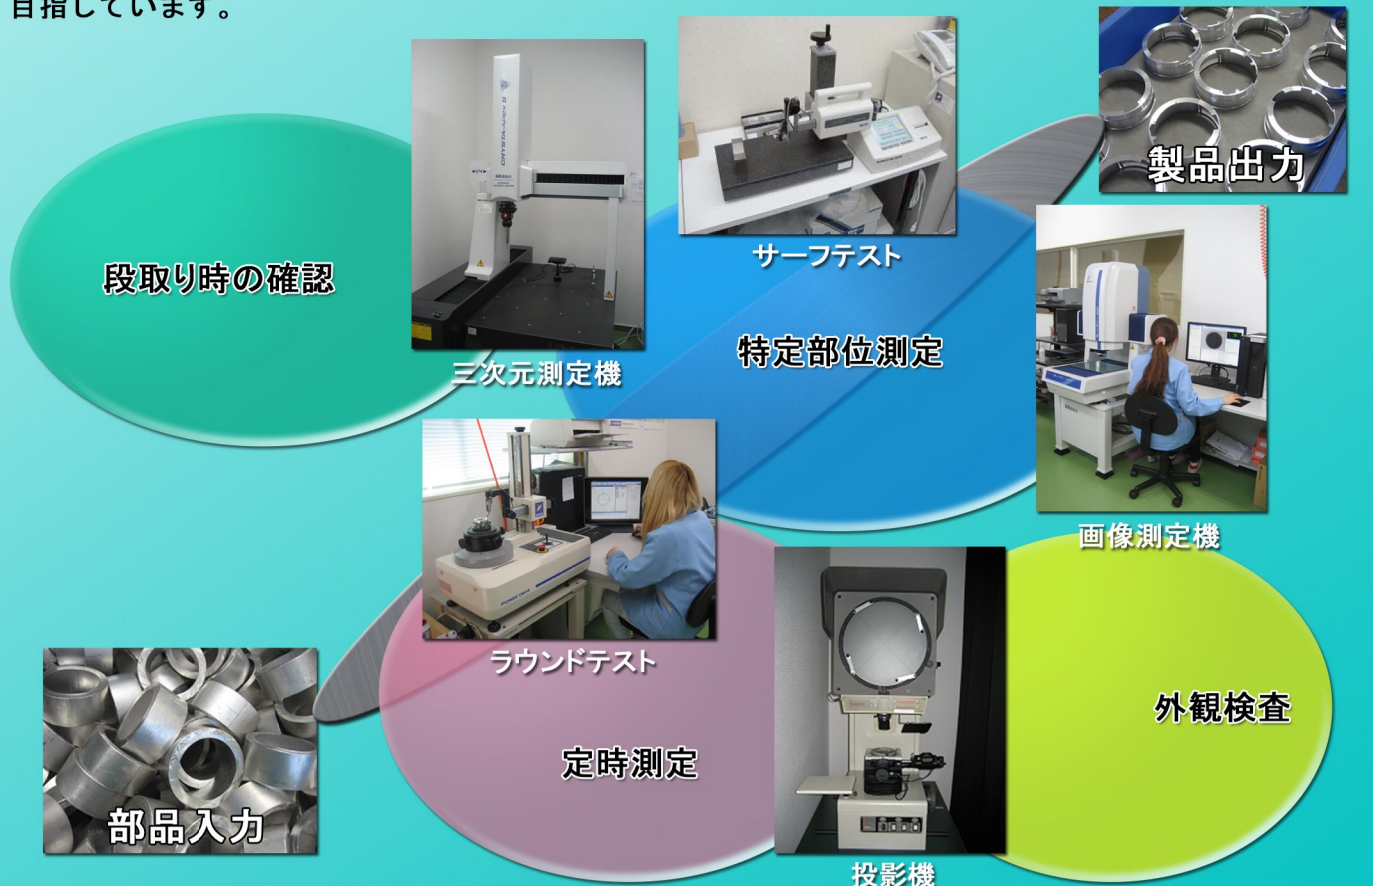 目指しています。
製品出力
サーフテスト
段取り時の確認
特定部位測定
三次元測定機
CRYSTA-Apex S
Mitutoyo
画像測定機
ラウンドテスト
外観検査
定時測定
部品入力
投影機